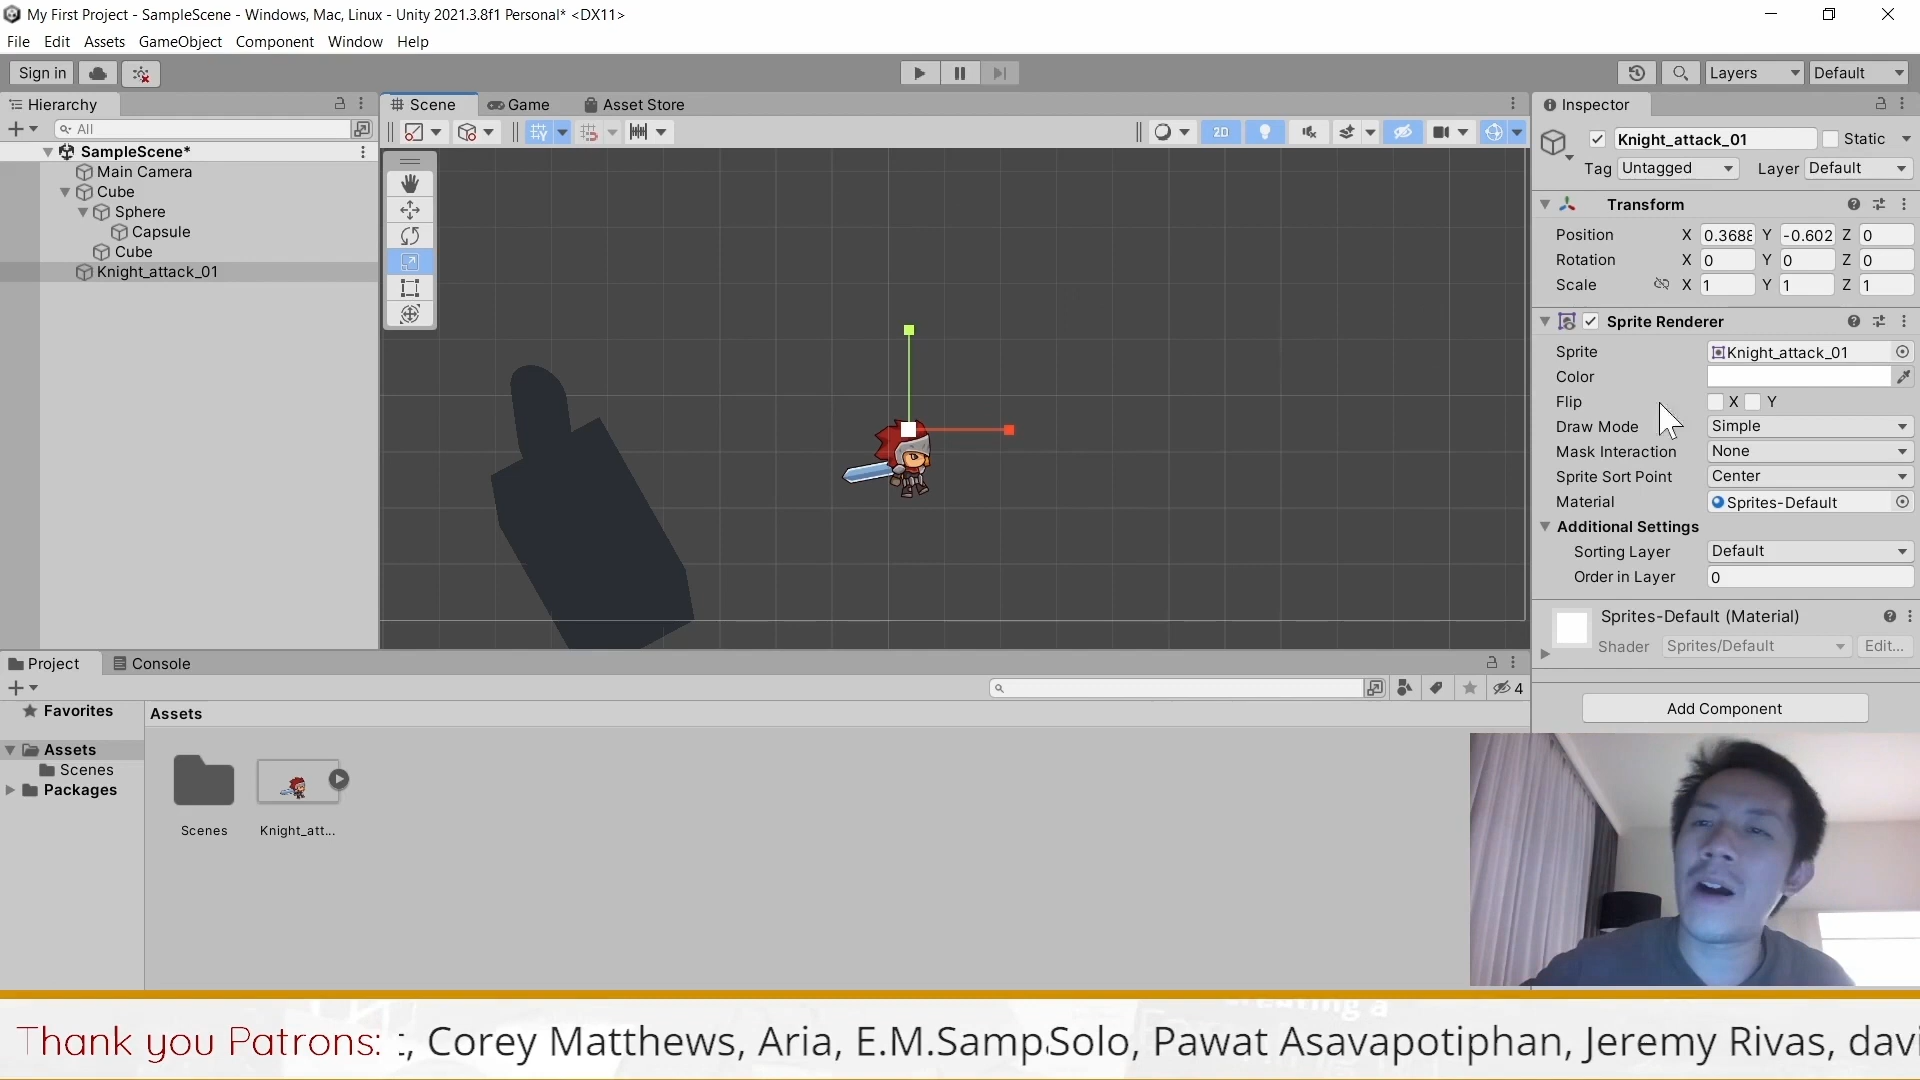 My First Project - SampleScene - Windows, Mac, Linux - Unity 2021.3.8f1 Personal* <DX11>
File Edit Assets GameObject Component Window Help
Sign in Layers Default
Hierarchy
All
SampleScene*
Main Camera
Cube
Sphere
Capsule
Cube
Knight_attack_01
Scene Game Asset Store
2D
Inspector
Knight_attack_01 Static
Tag Untagged Layer Default
Transform
Position X 0.3688 Y -0.602 Z 0
Rotation X 0 Y 0 Z 0
Scale X 1 Y 1 Z 1
Sprite Renderer
Sprite Knight_attack_01
Color
Flip X Y
Draw Mode Simple
Mask Interaction None
Sprite Sort Point Center
Material Sprites-Default
Additional Settings
Sorting Layer Default
Order in Layer 0
Sprites-Default (Material)
Shader Sprites/Default Edit...
Add Component
Project Console
4
Favorites
Assets
Scenes
Packages
Assets
Scenes Knight_att...
Thank you Patrons: t, Corey Matthews, Aria, E.M.Samp Solo, Pawat Asavapotiphan, Jeremy Rivas, davi